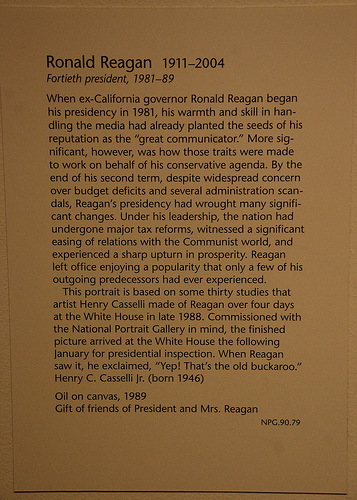 Ronald Reagan 1911–2004
Fortieth president, 1981–89
When ex-California governor Ronald Reagan began
his presidency in 1981, his warmth and skill in han-
dling the media had already planted the seeds of his
reputation as the “great communicator.” More sig-
nificant, however, was how those traits were made
to work on behalf of his conservative agenda. By the
end of his second term, despite widespread concern
over budget deficits and several administration scan-
dals, Reagan’s presidency had wrought many signifi-
cant changes. Under his leadership, the nation had
undergone major tax reforms, witnessed a significant
easing of relations with the Communist world, and
experienced a sharp upturn in prosperity. Reagan
left office enjoying a popularity that only a few of his
outgoing predecessors had ever experienced.
This portrait is based on some thirty studies that
artist Henry Casselli made of Reagan over four days
at the White House in late 1988. Commissioned with
the National Portrait Gallery in mind, the finished
picture arrived at the White House the following
January for presidential inspection. When Reagan
saw it, he exclaimed, “Yep! That’s the old buckaroo.”
Henry C. Casselli Jr. (born 1946)
Oil on canvas, 1989
Gift of friends of President and Mrs. Reagan
NPG.90.79